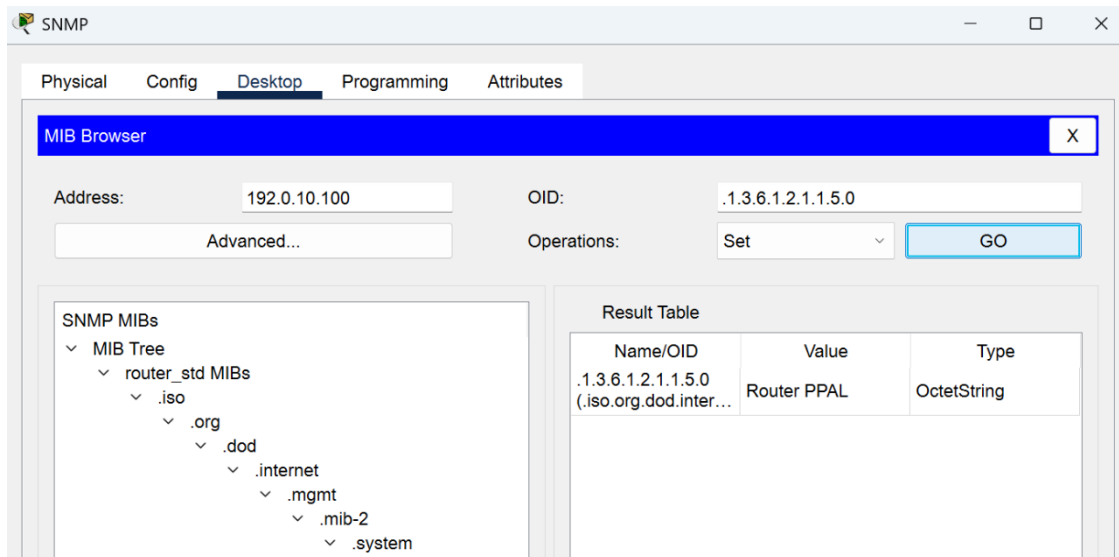 SNMP
Physical Config Desktop Programming Attributes
MIB Browser X
Address: 192.0.10.100 OID: .1.3.6.1.2.1.1.5.0
Advanced... Operations: Set GO
SNMP MIBs
MIB Tree
router_std MIBs
.iso
.org
.dod
.internet
.mgmt
.mib-2
.system
Result Table
Name/OID Value Type
.1.3.6.1.2.1.1.5.0
(.iso.org.dod.inter... Router PPAL OctetString